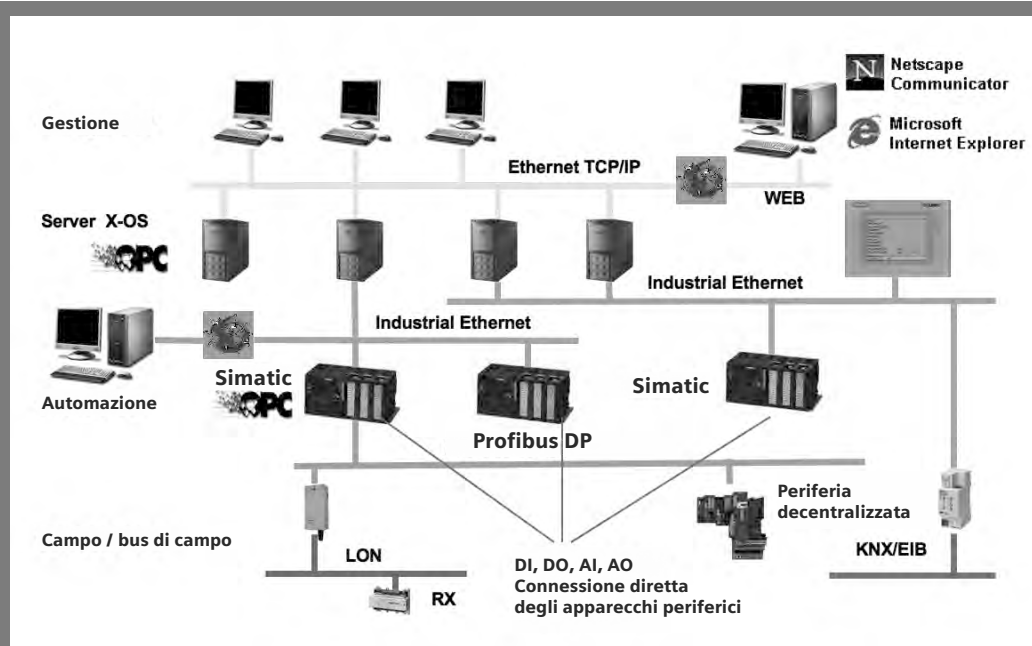 Netscape
Communicator
Gestione
Microsoft
Internet Explorer
Ethernet TCP/IP
WEB
Server X-OS
OPC
Industrial Ethernet
Industrial Ethernet
Simatic
OPC
Simatic
Automazione
Profibus DP
Periferia
decentralizzata
Campo / bus di campo
LON
KNX/EIB
DI, DO, AI, AO
Connessione diretta
degli apparecchi periferici
RX